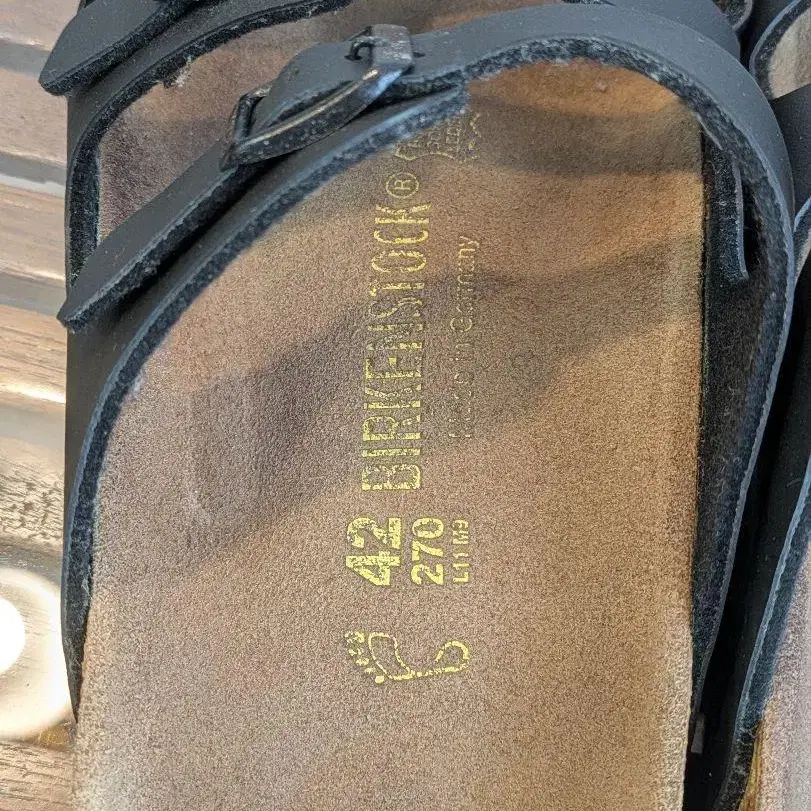 BIRKENSTOCK®
Made in Germany
42
270
L11 M9